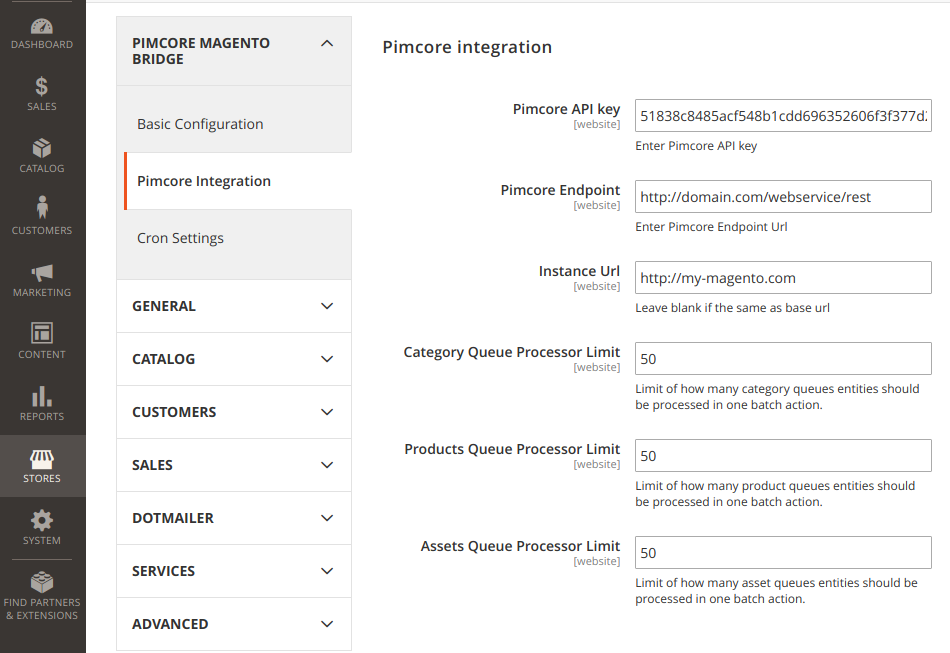 DASHBOARD
SALES
CATALOG
CUSTOMERS
MARKETING
CONTENT
REPORTS
STORES
SYSTEM
FIND PARTNERS
& EXTENSIONS
PIMCORE MAGENTO
BRIDGE
Basic Configuration
Pimcore Integration
Cron Settings
GENERAL
CATALOG
CUSTOMERS
SALES
DOTMAILER
SERVICES
ADVANCED
Pimcore integration
Pimcore API key
[website]
51838c8485acf548b1cdd696352606f3f377d
Enter Pimcore API key
Pimcore Endpoint
[website]
http://domain.com/webservice/rest
Enter Pimcore Endpoint Url
Instance Url
[website]
http://my-magento.com
Leave blank if the same as base url
Category Queue Processor Limit
[website]
50
Limit of how many category queues entities should
be processed in one batch action.
Products Queue Processor Limit
[website]
50
Limit of how many product queues entities should
be processed in one batch action.
Assets Queue Processor Limit
[website]
50
Limit of how many asset queues entities should be
processed in one batch action.